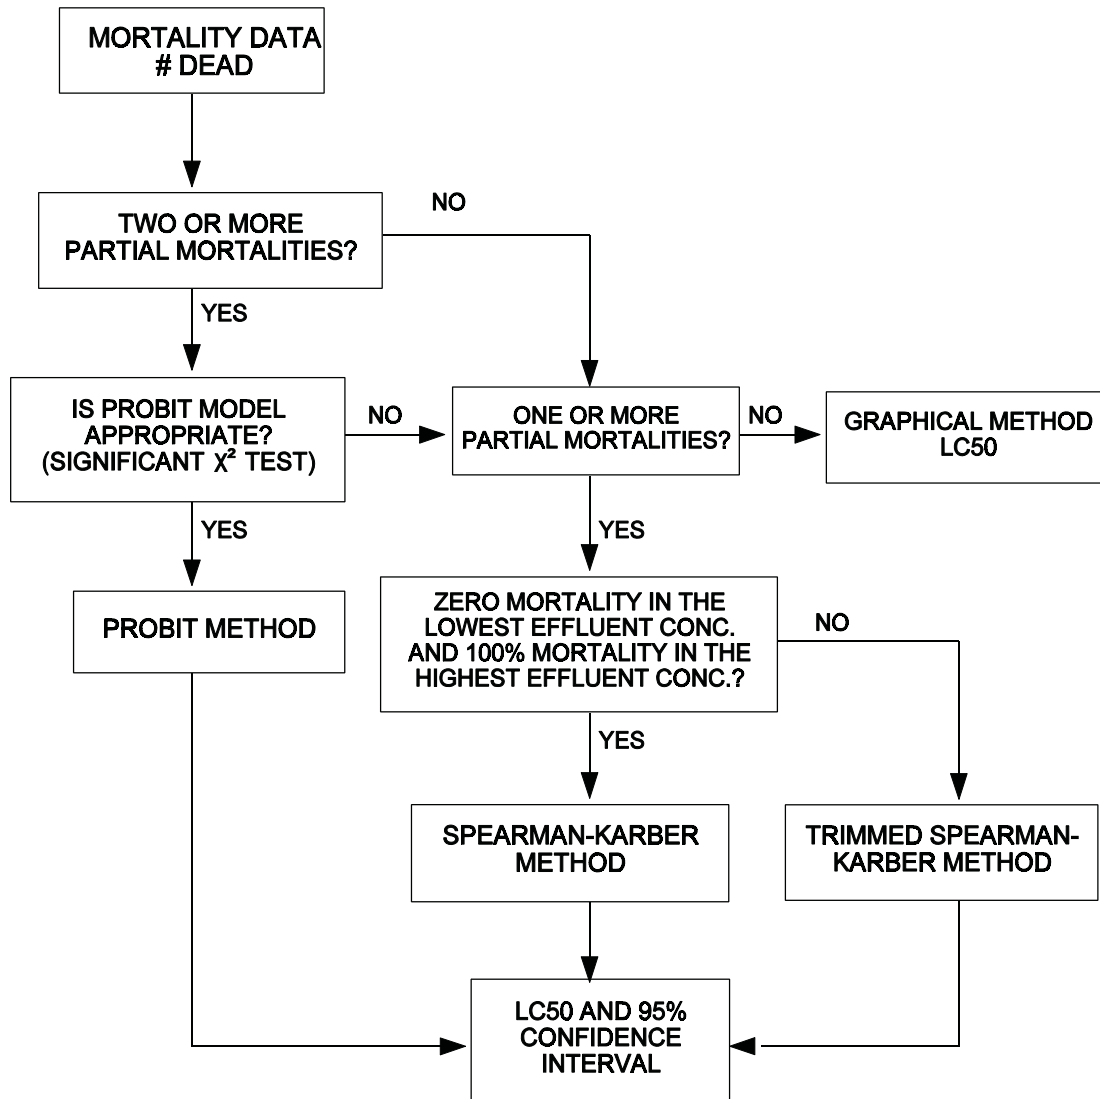 MORTALITY DATA
# DEAD
TWO OR MORE
PARTIAL MORTALITIES?
NO
YES
IS PROBIT MODEL
APPROPRIATE?
(SIGNIFICANT χ² TEST)
NO
ONE OR MORE
PARTIAL MORTALITIES?
NO
GRAPHICAL METHOD
LC50
YES
YES
PROBIT METHOD
ZERO MORTALITY IN THE
LOWEST EFFLUENT CONC.
AND 100% MORTALITY IN THE
HIGHEST EFFLUENT CONC.?
NO
YES
SPEARMAN-KARBER
METHOD
TRIMMED SPEARMAN-
KARBER METHOD
LC50 AND 95%
CONFIDENCE
INTERVAL